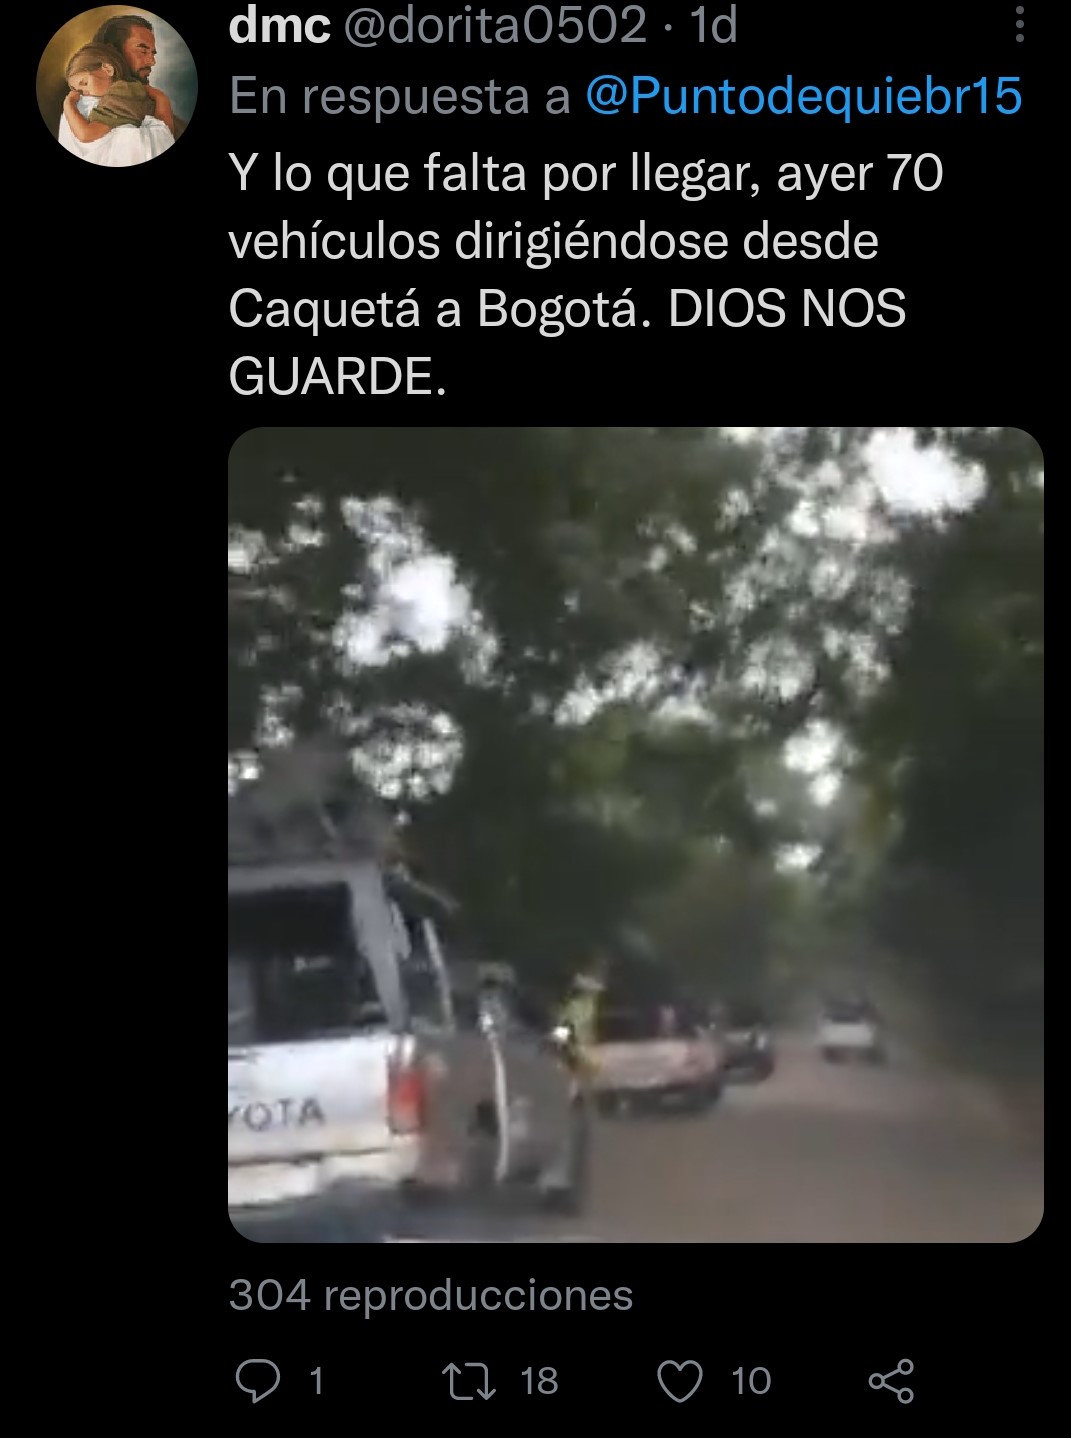 dmc @dorita0502 · 1d
En respuesta a @Puntodequiebr15
Y lo que falta por llegar, ayer 70
vehículos dirigiéndose desde
Caquetá a Bogotá. DIOS NOS
GUARDE.
YOTA
304 reproducciones
1 18 10